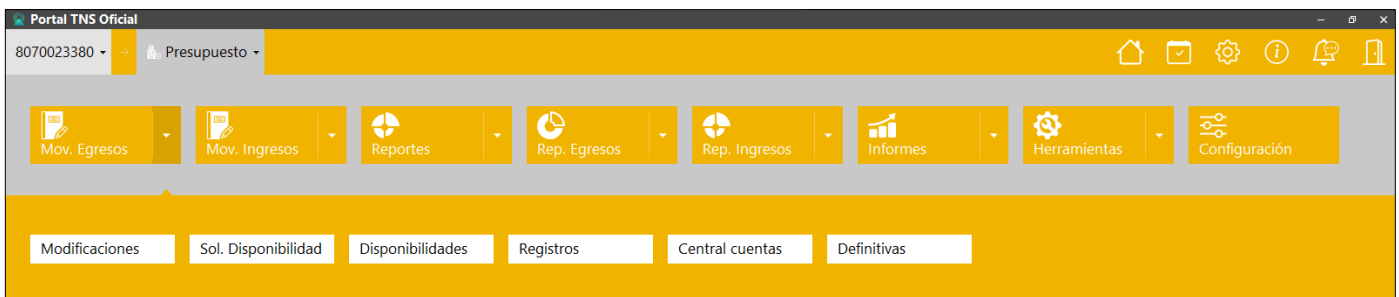 Portal TNS Oficial
8070023380 Presupuesto
Mov. Egresos Mov. Ingresos Reportes Rep. Egresos Rep. Ingresos Informes Herramientas Configuración
Modificaciones Sol. Disponibilidad Disponibilidades Registros Central cuentas Definitivas